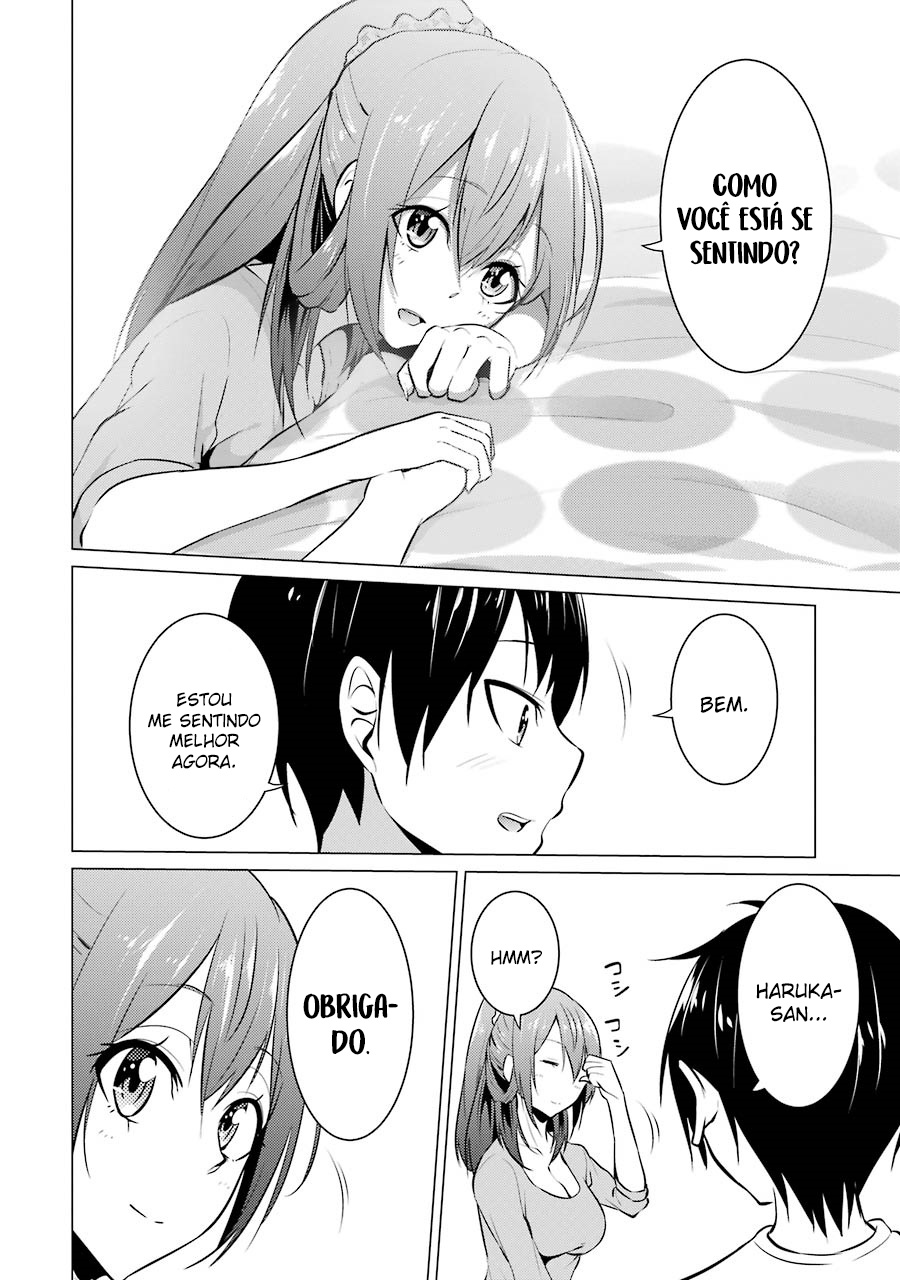 COMO
VOCÊ ESTÁ SE
SENTINDO?
BEM.
ESTOU
ME SENTINDO
MELHOR
AGORA.
HARUKA-
SAN...
HMM?
コシ
コシ
OBRIGA-
DO.